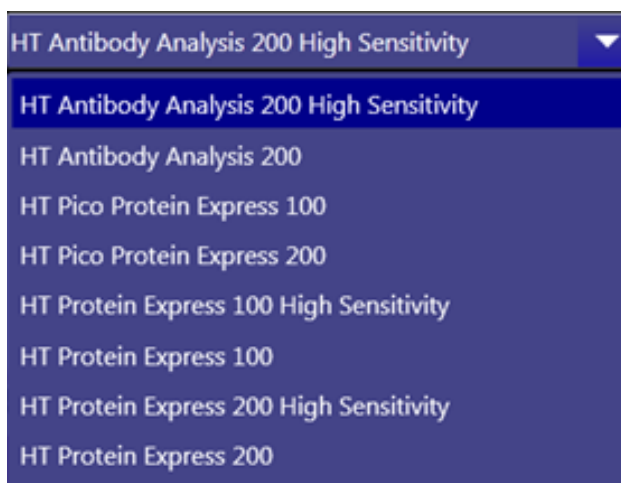 HT Antibody Analysis 200 High Sensitivity
HT Antibody Analysis 200 High Sensitivity
HT Antibody Analysis 200
HT Pico Protein Express 100
HT Pico Protein Express 200
HT Protein Express 100 High Sensitivity
HT Protein Express 100
HT Protein Express 200 High Sensitivity
HT Protein Express 200